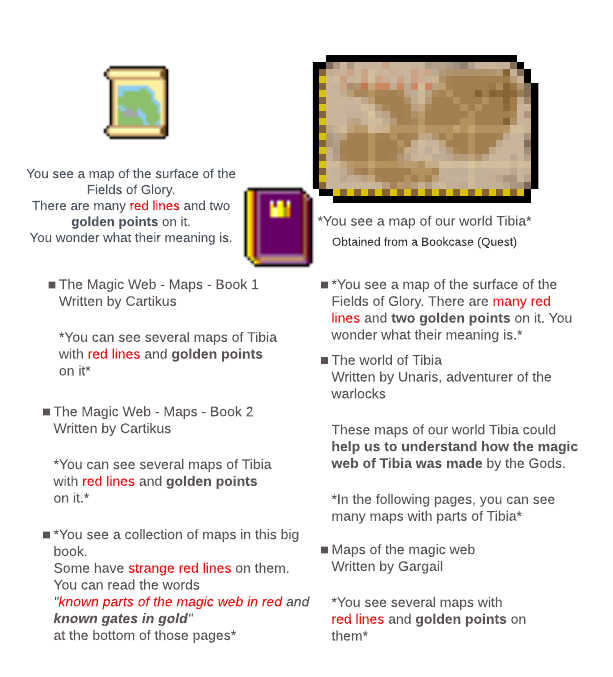 You see a map of the surface of the
Fields of Glory.
There are many red lines and two
golden points on it.
You wonder what their meaning is.
*You see a map of our world Tibia*
Obtained from a Bookcase (Quest)
■ The Magic Web - Maps - Book 1
Written by Cartikus
*You can see several maps of Tibia
with red lines and golden points
on it*
■ The Magic Web - Maps - Book 2
Written by Cartikus
*You can see several maps of Tibia
with red lines and golden points
on it.*
■ *You see a collection of maps in this big
book.
Some have strange red lines on them.
You can read the words
"known parts of the magic web in red and
known gates in gold"
at the bottom of those pages*
■ *You see a map of the surface of the
Fields of Glory. There are many red
lines and two golden points on it. You
wonder what their meaning is.*
■ The world of Tibia
Written by Unaris, adventurer of the
warlocks
These maps of our world Tibia could
help us to understand how the magic
web of Tibia was made by the Gods.
*In the following pages, you can see
many maps with parts of Tibia*
■ Maps of the magic web
Written by Gargail
*You see several maps with
red lines and golden points on
them*